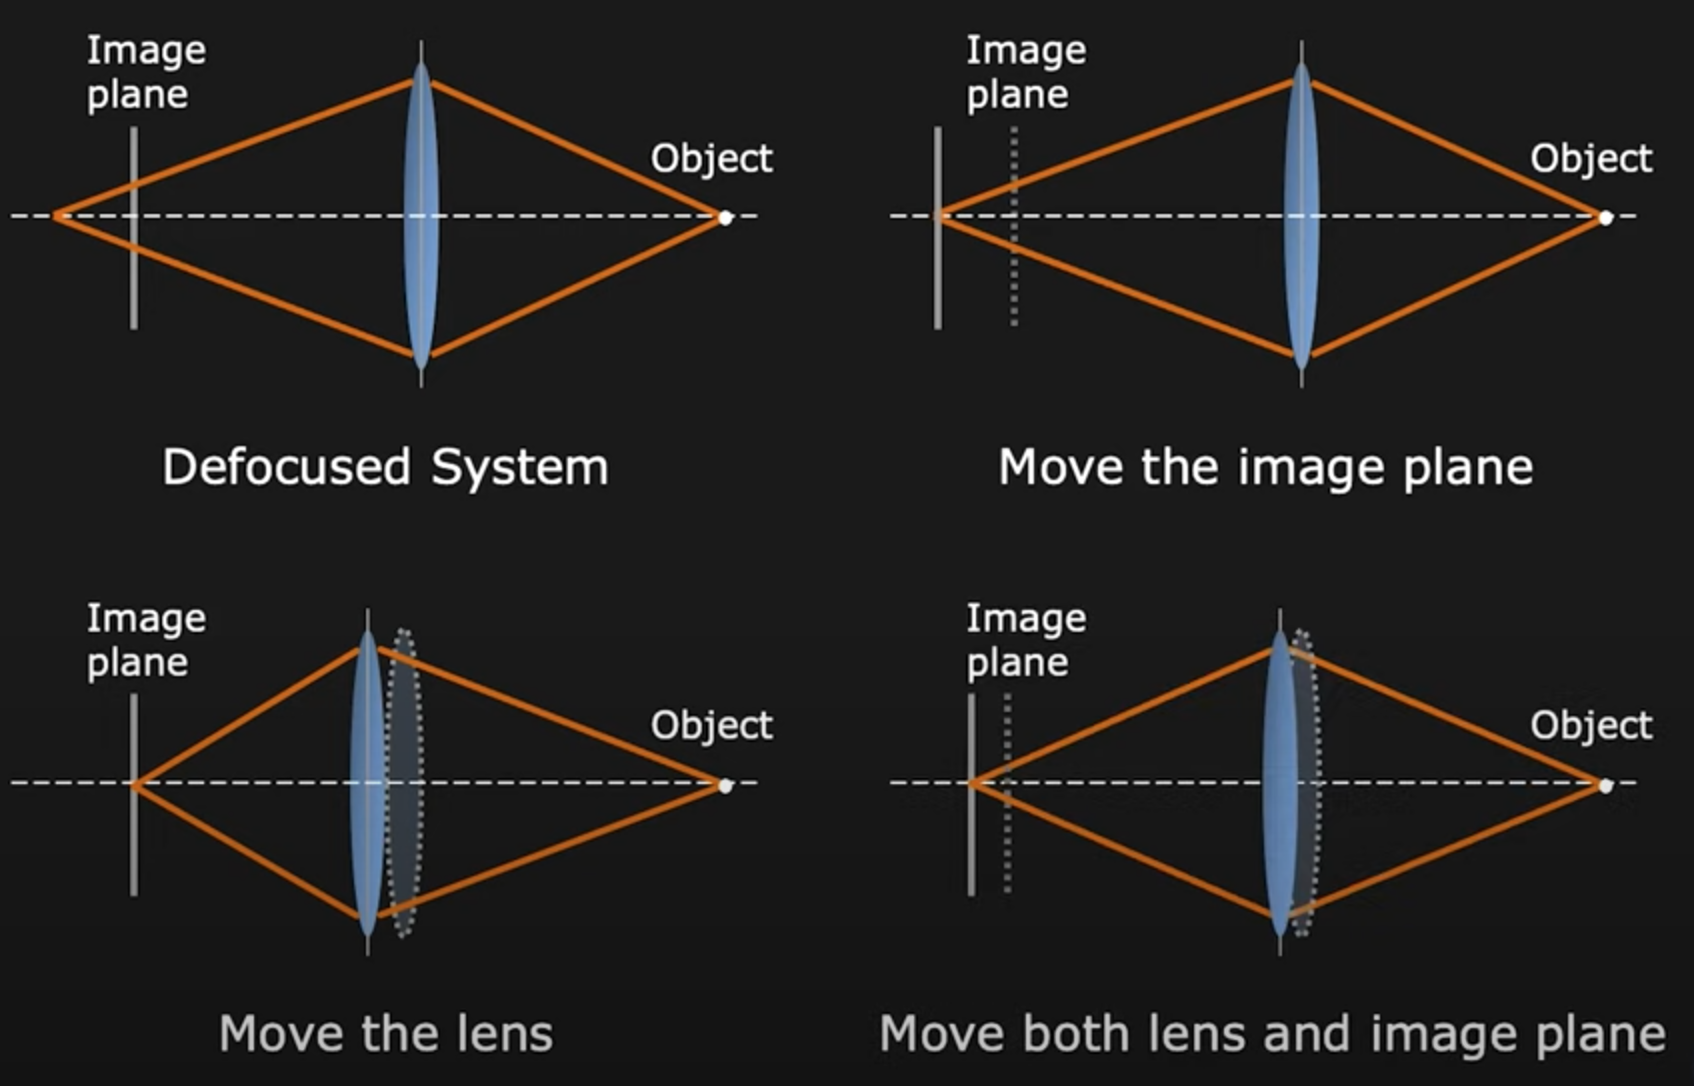 Image
plane
Object
Defocused System
Image
plane
Object
Move the image plane
Image
plane
Object
Move the lens
Image
plane
Object
Move both lens and image plane